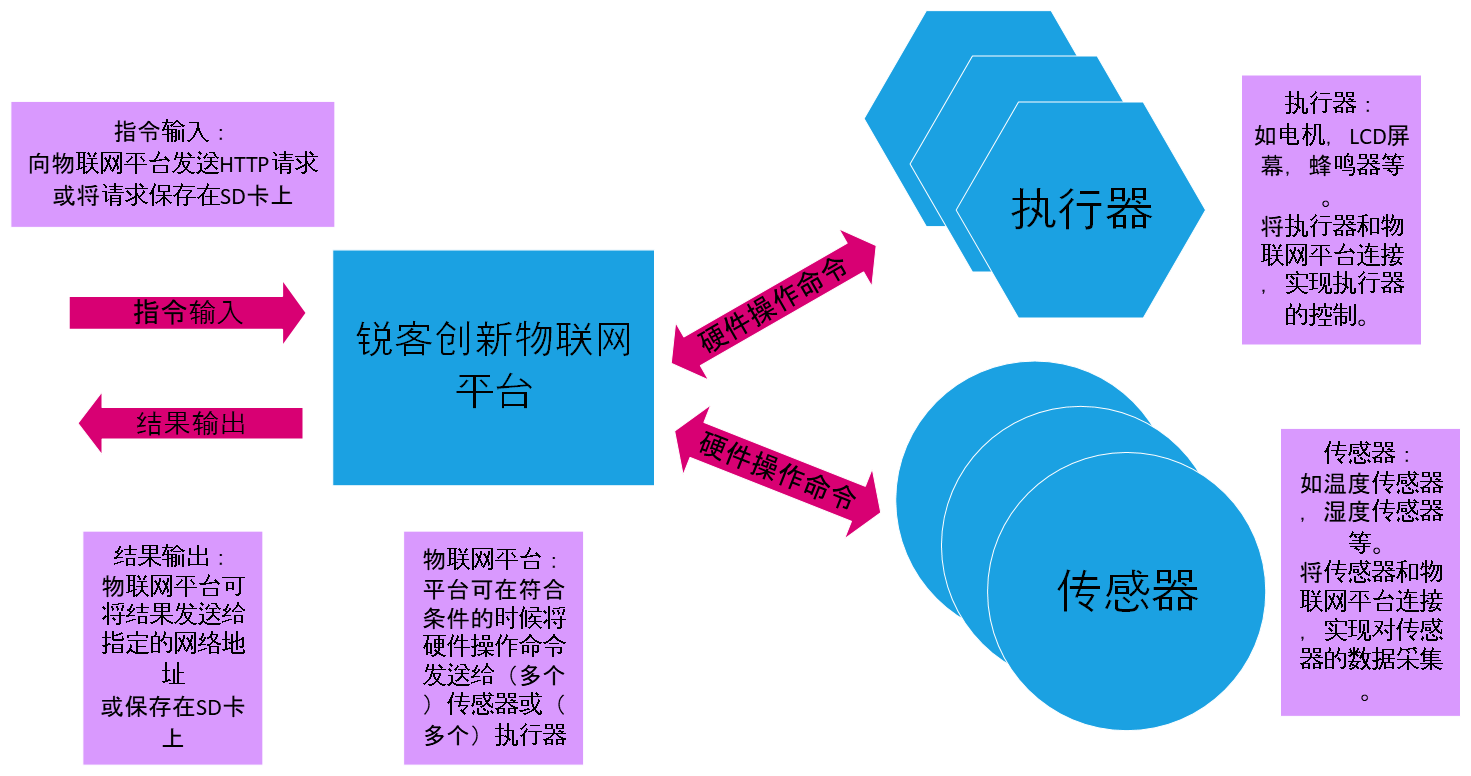 指令输入：
向物联网平台发送HTTP请求
或将请求保存在SD卡上
指令输入
结果输出
锐客创新物联网
平台
硬件操作命令
硬件操作命令
执行器
传感器
执行器：
如电机，LCD屏
幕，蜂鸣器等
。
将执行器和物
联网平台连接
，实现执行器
的控制。
结果输出：
物联网平台可
将结果发送给
指定的网络地
址
或保存在SD卡
上
物联网平台：
平台可在符合
条件的时候将
硬件操作命令
发送给（多个
）传感器或（
多个）执行器
传感器：
如温度传感器
，湿度传感器
等。
将传感器和物
联网平台连接
，实现对传感
器的数据采集
。